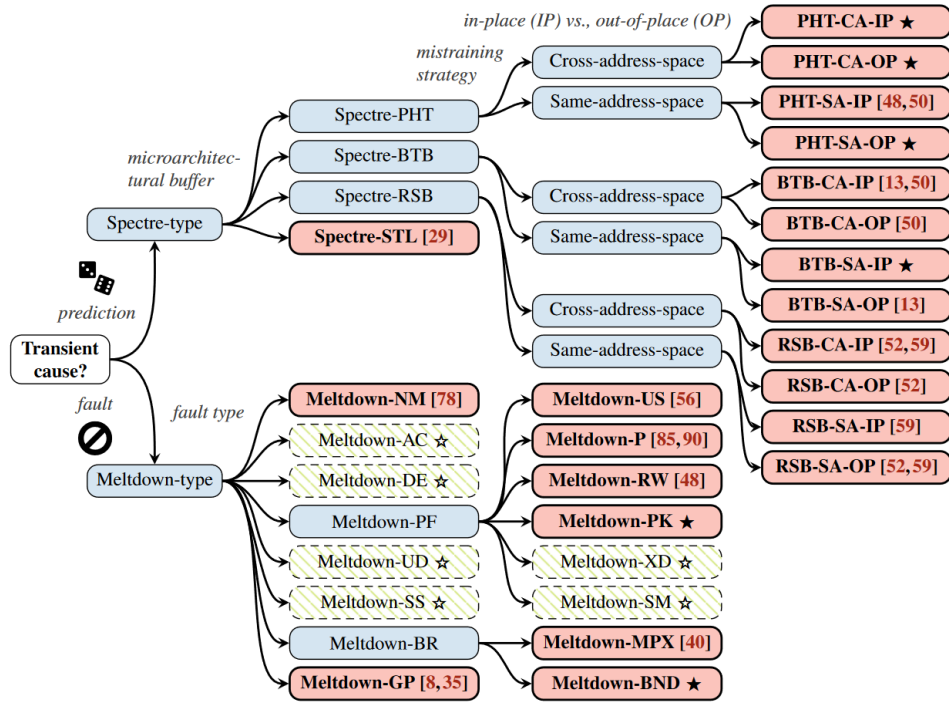 in-place (IP) vs., out-of-place (OP)
mistraining
strategy
microarchitec-
tural buffer
prediction
Transient
cause?
fault
fault type
Spectre-type
Meltdown-type
Spectre-PHT
Spectre-BTB
Spectre-RSB
Spectre-STL [29]
Cross-address-space
Same-address-space
Cross-address-space
Same-address-space
Cross-address-space
Same-address-space
PHT-CA-IP ★
PHT-CA-OP ★
PHT-SA-IP [48,50]
PHT-SA-OP ★
BTB-CA-IP [13,50]
BTB-CA-OP [50]
BTB-SA-IP ★
BTB-SA-OP [13]
RSB-CA-IP [52,59]
RSB-CA-OP [52]
RSB-SA-IP [59]
RSB-SA-OP [52,59]
Meltdown-NM [78]
Meltdown-AC ☆
Meltdown-DE ☆
Meltdown-PF
Meltdown-UD ☆
Meltdown-SS ☆
Meltdown-BR
Meltdown-GP [8,35]
Meltdown-US [56]
Meltdown-P [85,90]
Meltdown-RW [48]
Meltdown-PK ★
Meltdown-XD ☆
Meltdown-SM ☆
Meltdown-MPX [40]
Meltdown-BND ★